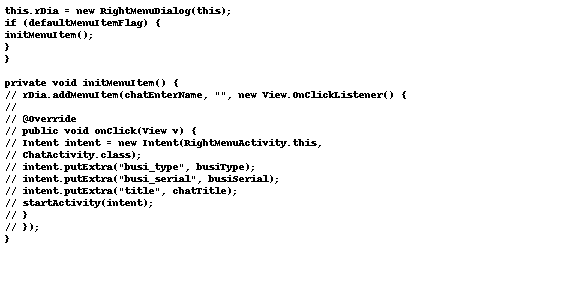 this.rDia = new RightMenuDialog(this);
if (defaultMenuItemFlag) {
initMenuItem();
}
}

private void initMenuItem() {
// rDia.addMenuItem(chatEnterName, "", new View.OnClickListener() {
//
// @Override
// public void onClick(View v) {
// Intent intent = new Intent(RightMenuActivity.this,
// ChatActivity.class);
// intent.putExtra("busi_type", busiType);
// intent.putExtra("busi_serial", busiSerial);
// intent.putExtra("title", chatTitle);
// startActivity(intent);
// }
// });
}